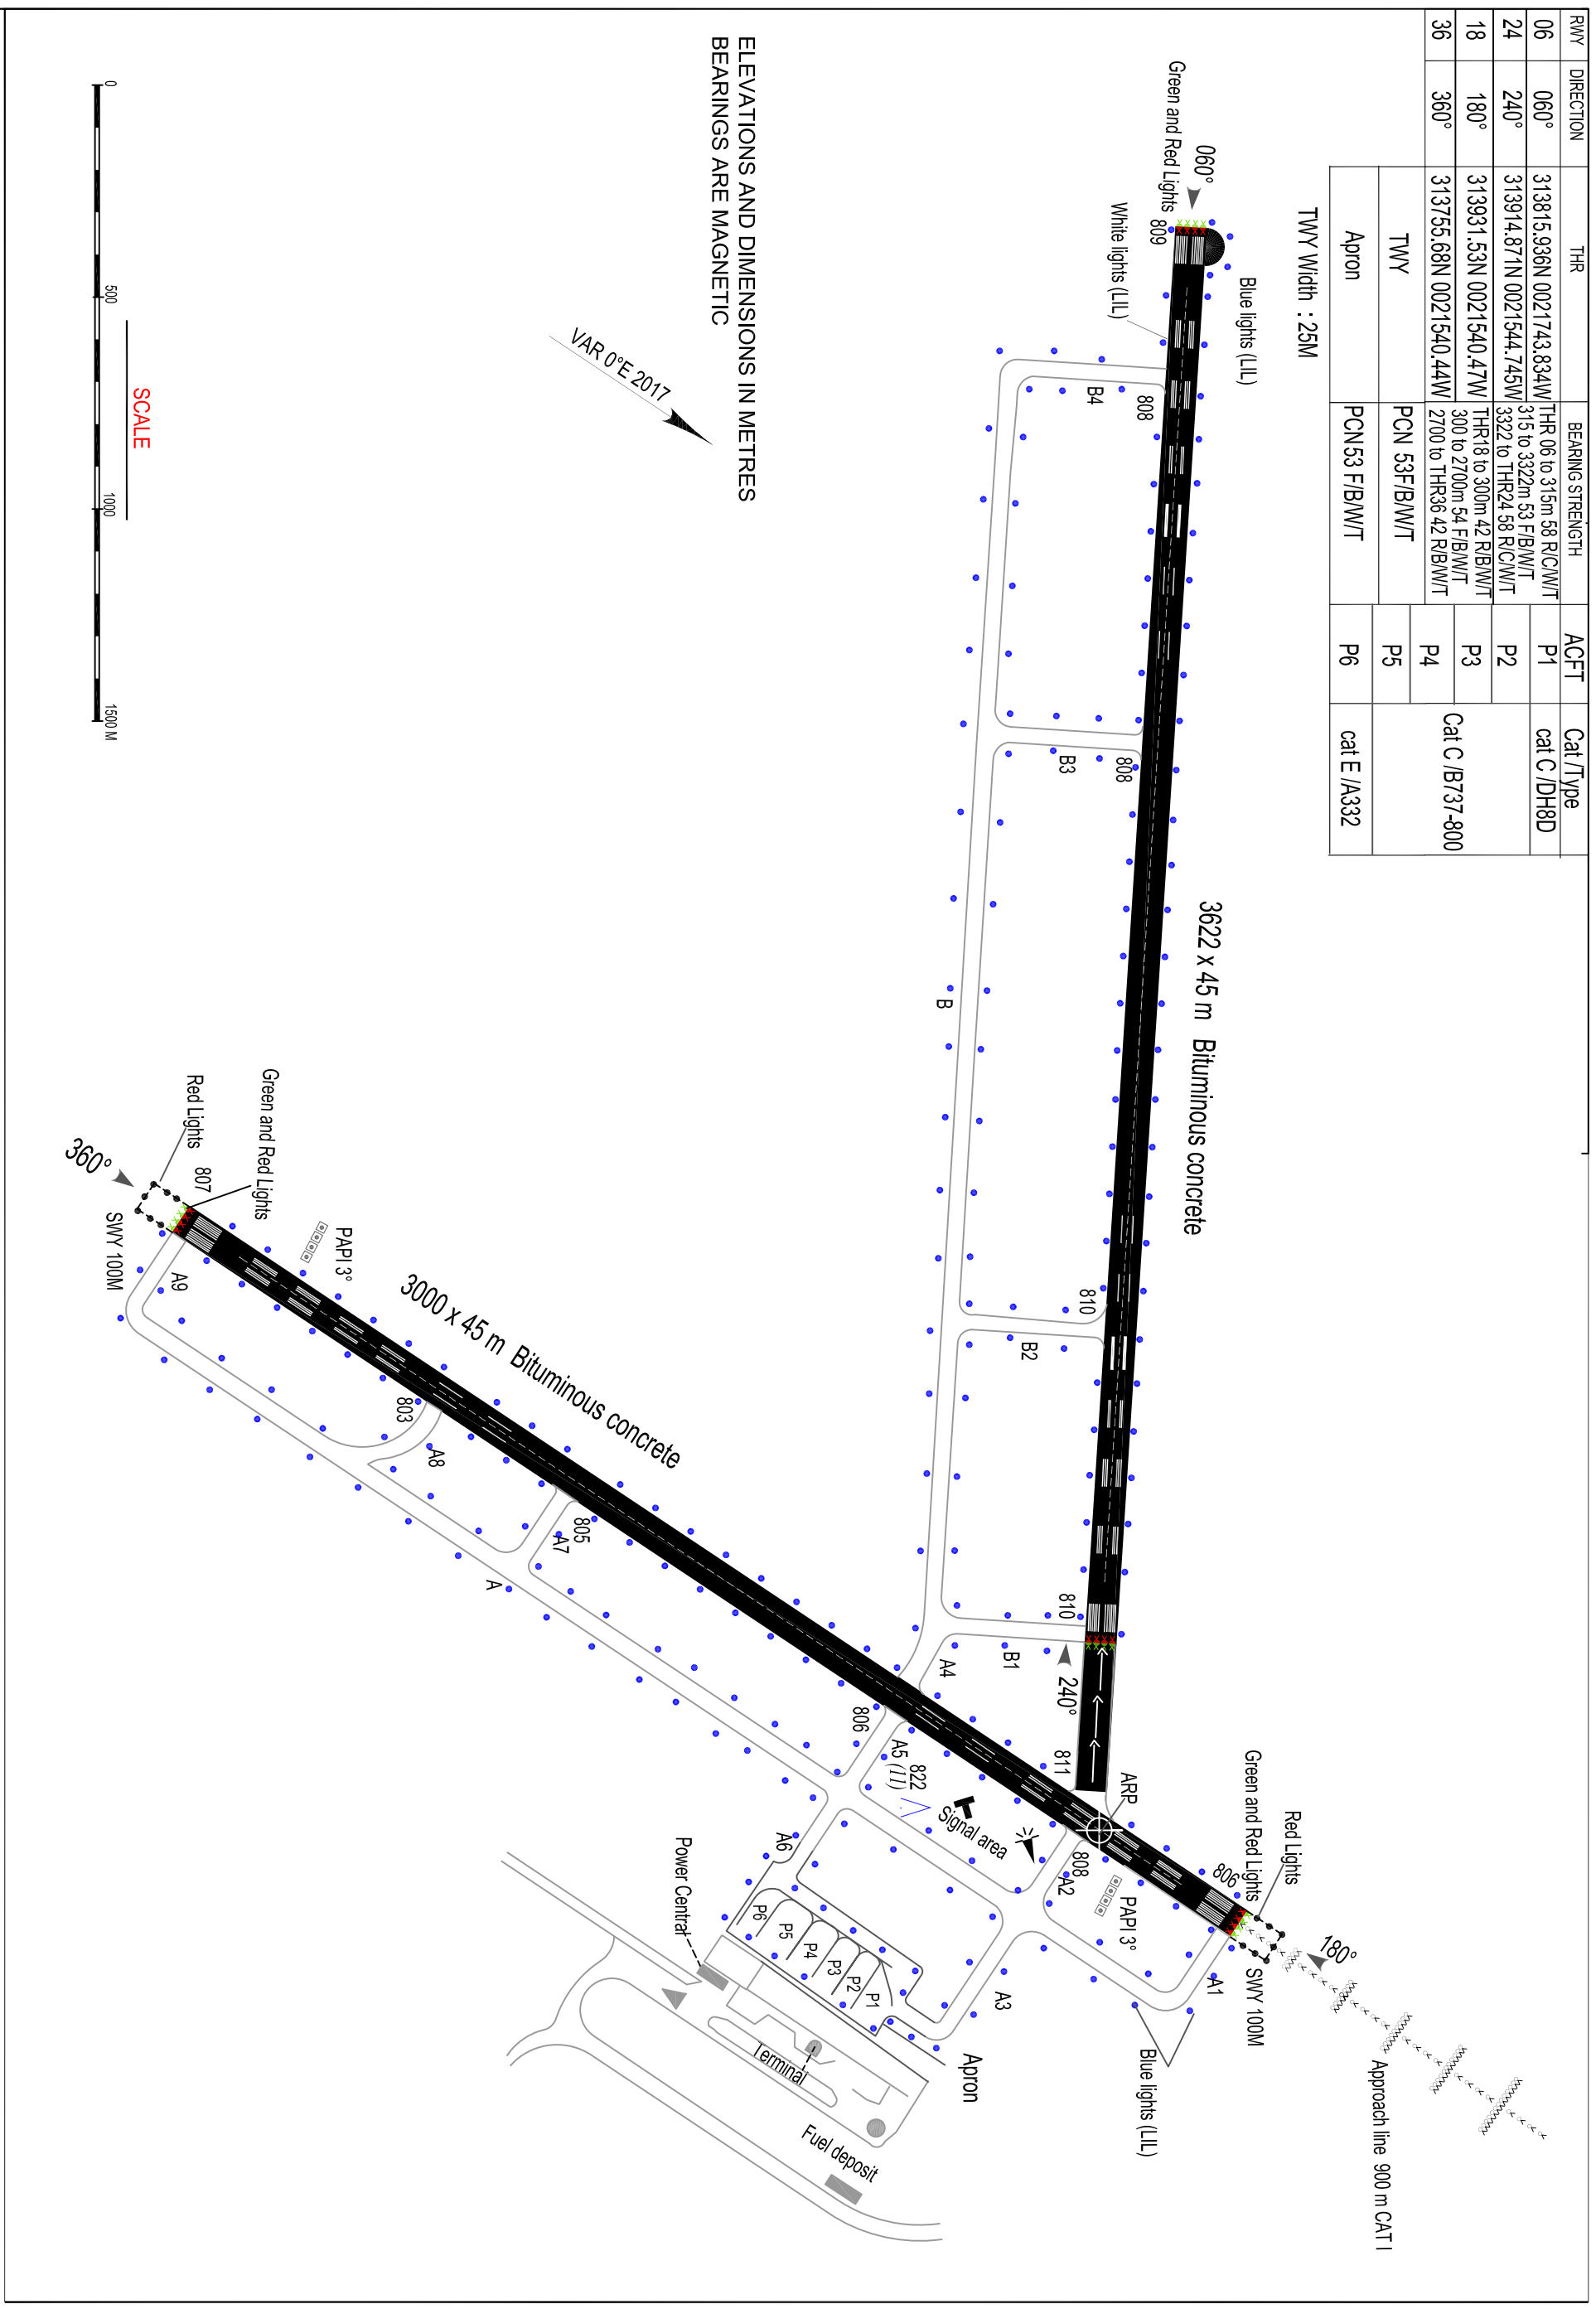 RWY DIRECTION THR BEARING STRENGTH ACFT Cat /Type
06 060° 313815.936N 0021743.834W THR 06 to 315m 58 R/C/W/T P1 cat C /DH8D
315 to 3322m 53 F/B/W/T
24 240° 313914.871N 0021544.745W 3322 to THR24 58 R/C/W/T P2
18 180° 313931.53N 0021540.47W THR18 to 300m 42 R/B/W/T P3 Cat C /B737-800
300 to 2700m 54 F/B/W/T
36 360° 313755.68N 0021540.44W 2700 to THR36 42 R/B/W/T P4
TWY PCN 53F/B/W/T P5
Apron PCN53 F/B/W/T P6 cat E /A332
TWY Width : 25M
060°
Green and Red Lights
809
White lights (LIL)
Blue lights (LIL)
B4
808
B3
808
3622 x 45 m Bituminous concrete
B
810
B2
810
B1
240°
811
ARP
A4
ELEVATIONS AND DIMENSIONS IN METRES
BEARINGS ARE MAGNETIC
VAR 0°E 2017
SCALE
0
500
1000
1500 M
360°
Red Lights
Green and Red Lights
807
SWY 100M
A9
PAPI 3°
3000 x 45 m Bituminous concrete
803
A8
805
A7
A
806
A5 (11)
822
Signal area
808
A2
PAPI 3°
806
Green and Red Lights
Red Lights
180°
SWY 100M
A1
Approach line 900 m CAT I
Blue lights (LIL)
A3
A6
P6
P5
P4
P3
P2
P1
Apron
Power Central
Terminal
Fuel deposit